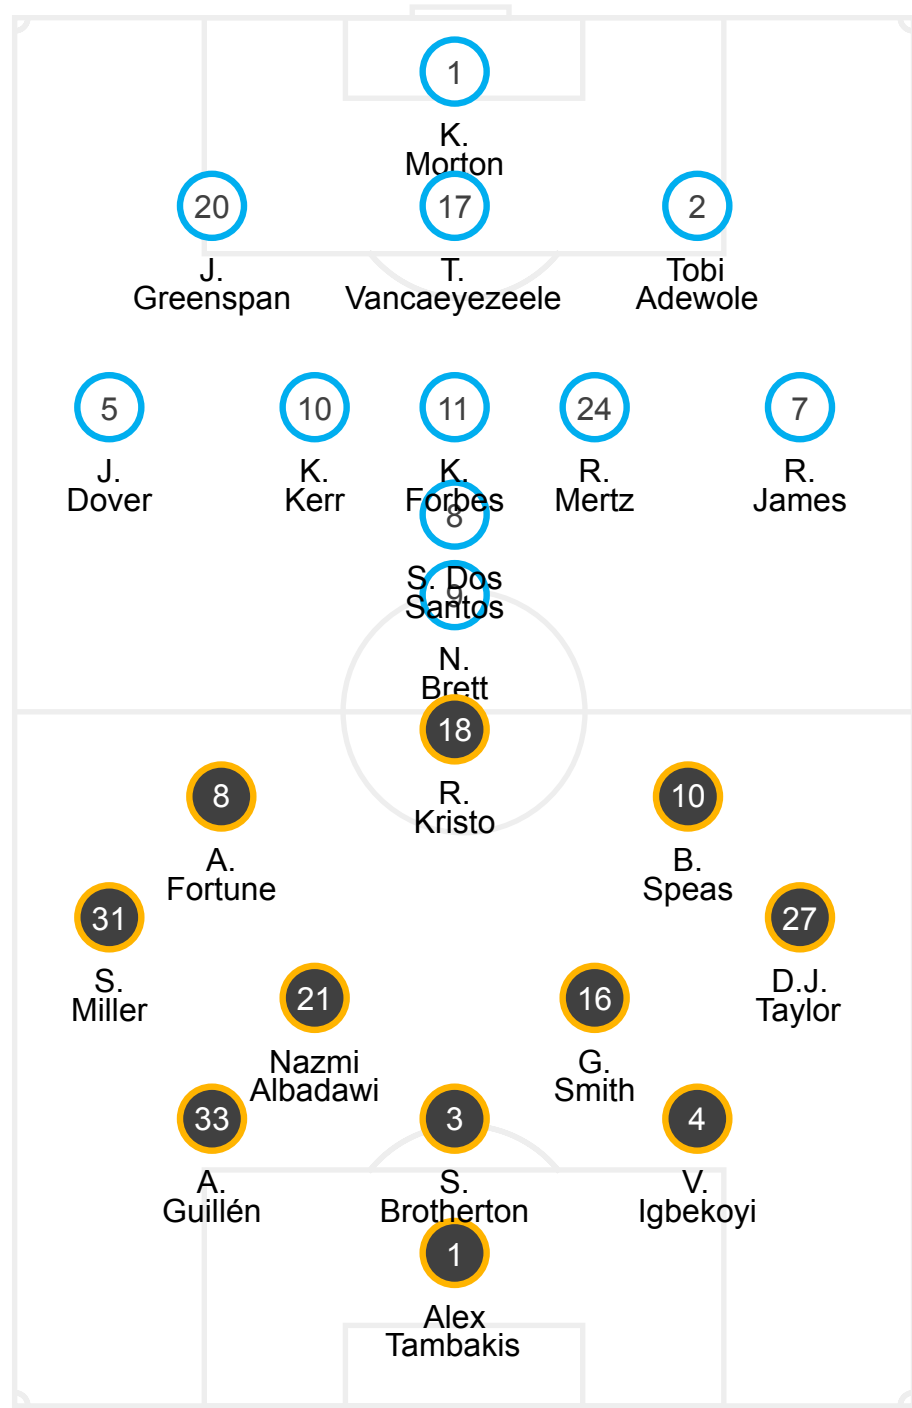 1
K.
Morton
20
J.
Greenspan
17
T.
Vancaeyezeele
2
Tobi
Adewole
5
J.
Dover
10
K.
Kerr
11
K.
Forbes
24
R.
Mertz
7
R.
James
8
S. Dos
Santos
9
N.
Brett
18
R.
Kristo
8
A.
Fortune
10
B.
Speas
31
S.
Miller
27
D.J.
Taylor
21
Nazmi
Albadawi
16
G.
Smith
33
A.
Guillén
3
S.
Brotherton
4
V.
Igbekoyi
1
Alex
Tambakis